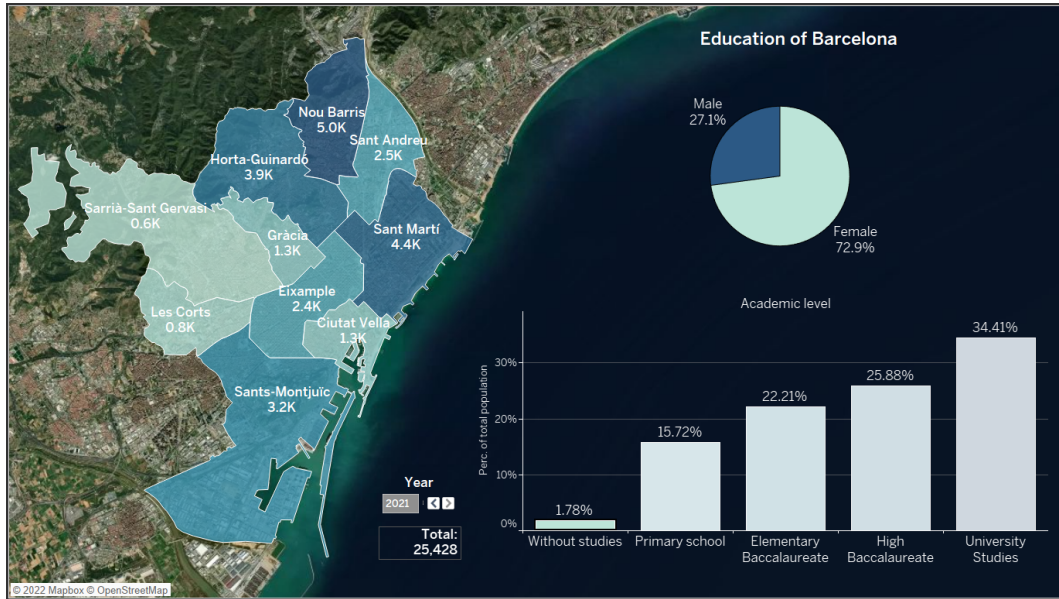 Education of Barcelona
Nou Barris
5.0K
Sant Andreu
2.5K
Horta-Guinardó
3.9K
Sarrià-Sant Gervasi
0.6K
Gràcia
1.3K
Sant Martí
4.4K
Eixample
2.4K
Les Corts
0.8K
Ciutat Vella
1.3K
Sants-Montjuïc
3.2K
Male
27.1%
Female
72.9%
Year
2021
Total:
25,428
Academic level
Perc. of total population
30%
20%
10%
0%
1.78%
15.72%
22.21%
25.88%
34.41%
Without studies
Primary school
Elementary
Baccalaureate
High
Baccalaureate
University
Studies
© 2022 Mapbox © OpenStreetMap